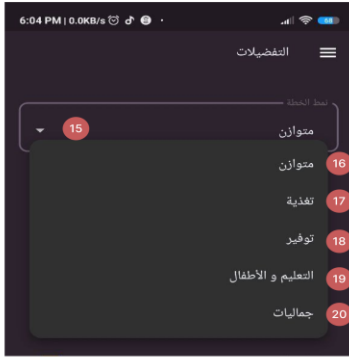 6:04 PM | 0.0KB/s
التفضيلات
نمط الخطة
متوازن 15
متوازن 16
تغذية 17
توفير 18
التعليم و الأطفال 19
جماليات 20